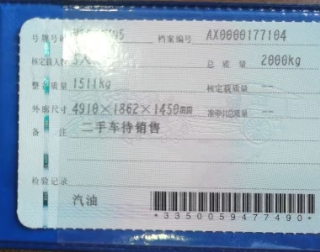 号牌号码 档案编号 AX0000177104
核定载人数 5人 总质量 2000kg
整备质量 1511kg 核定载质量 --
外廓尺寸 4910×1862×1450mm 准牵引总质量 --
备注 二手车待销售
检验记录
汽油
*3350059477490*